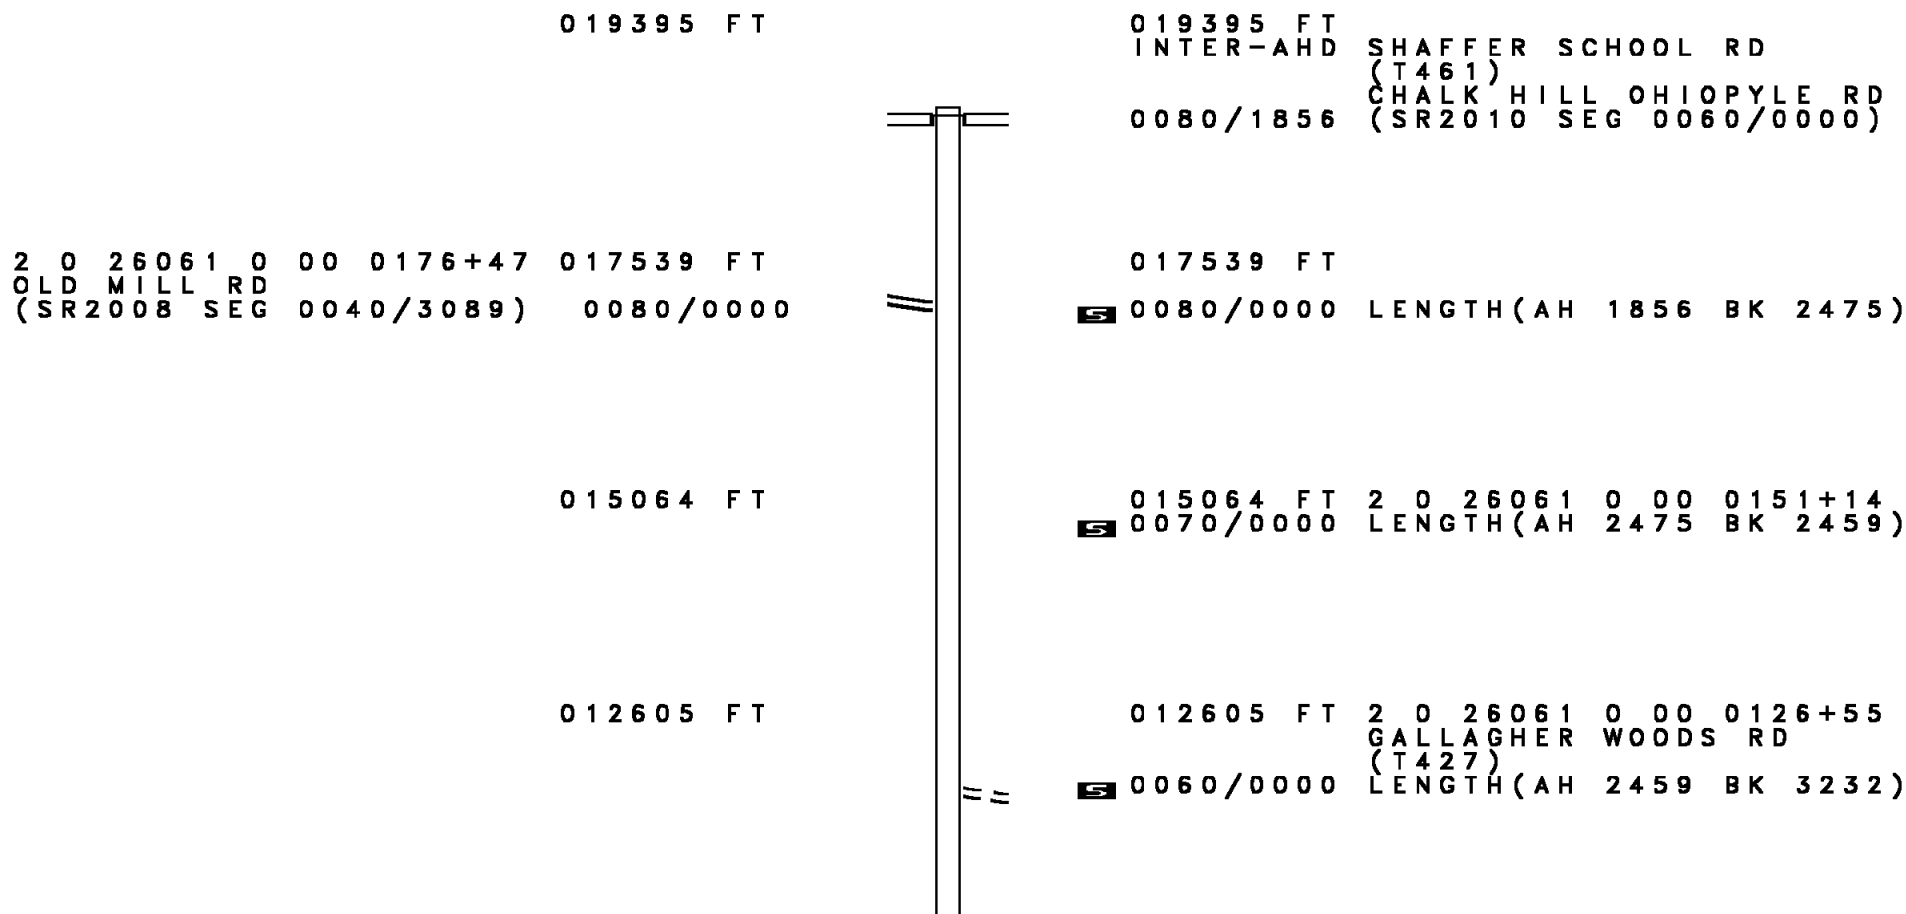 019395 FT 019395 FT
INTER-AHD SHAFFER SCHOOL RD
(T461)
CHALK HILL OHIOPYLE RD
0080/1856 (SR2010 SEG 0060/0000)
2 0 26061 0 00 0176+47 017539 FT 017539 FT
OLD MILL RD
(SR2008 SEG 0040/3089) 0080/0000 S 0080/0000 LENGTH(AH 1856 BK 2475)
015064 FT 015064 FT 2 0 26061 0 00 0151+14
S 0070/0000 LENGTH(AH 2475 BK 2459)
012605 FT 012605 FT 2 0 26061 0 00 0126+55
GALLAGHER WOODS RD
(T427)
S 0060/0000 LENGTH(AH 2459 BK 3232)